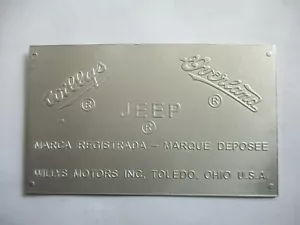 Willys ® Overland ®
JEEP
®
MARCA REGISTRADA — MARQUE DEPOSEE
WILLYS MOTORS INC, TOLEDO, OHIO U.S.A.